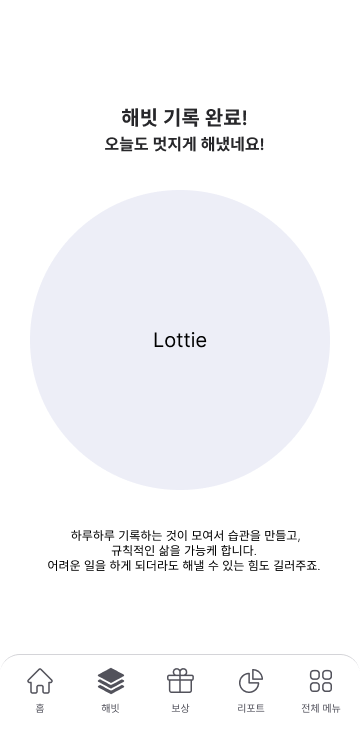 해빗 기록 완료!
오늘도 멋지게 해냈네요!
Lottie
하루하루 기록하는 것이 모여서 습관을 만들고,
규칙적인 삶을 가능케 합니다.
어려운 일을 하게 되더라도 해낼 수 있는 힘도 길러주죠.
홈
해빗
보상
리포트
전체 메뉴